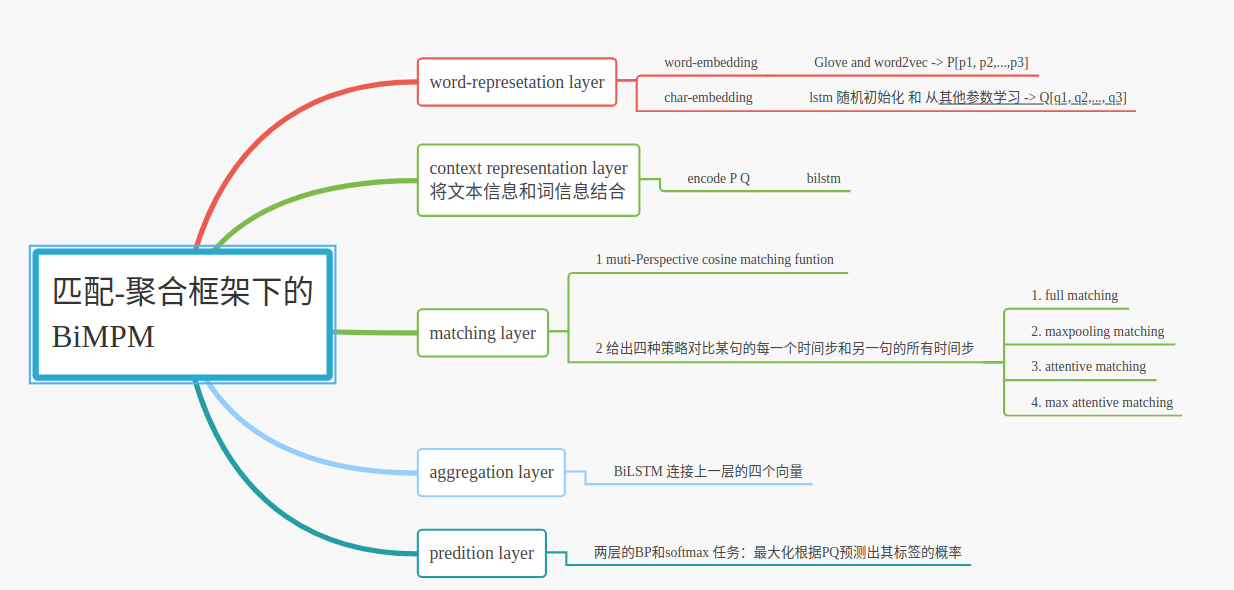 匹配-聚合框架下的
BiMPM
word-represetation layer
word-embedding
Glove and word2vec -> P[p1, p2,...,p3]
char-embedding
lstm 随机初始化 和 从其他参数学习 -> Q[q1, q2,..., q3]
context representation layer
将文本信息和词信息结合
encode P Q
bilstm
matching layer
1 muti-Perspective cosine matching funtion
2 给出四种策略对比某句的每一个时间步和另一句的所有时间步
1. full matching
2. maxpooling matching
3. attentive matching
4. max attentive matching
aggregation layer
BiLSTM 连接上一层的四个向量
predition layer
两层的BP和softmax 任务：最大化根据PQ预测出其标签的概率